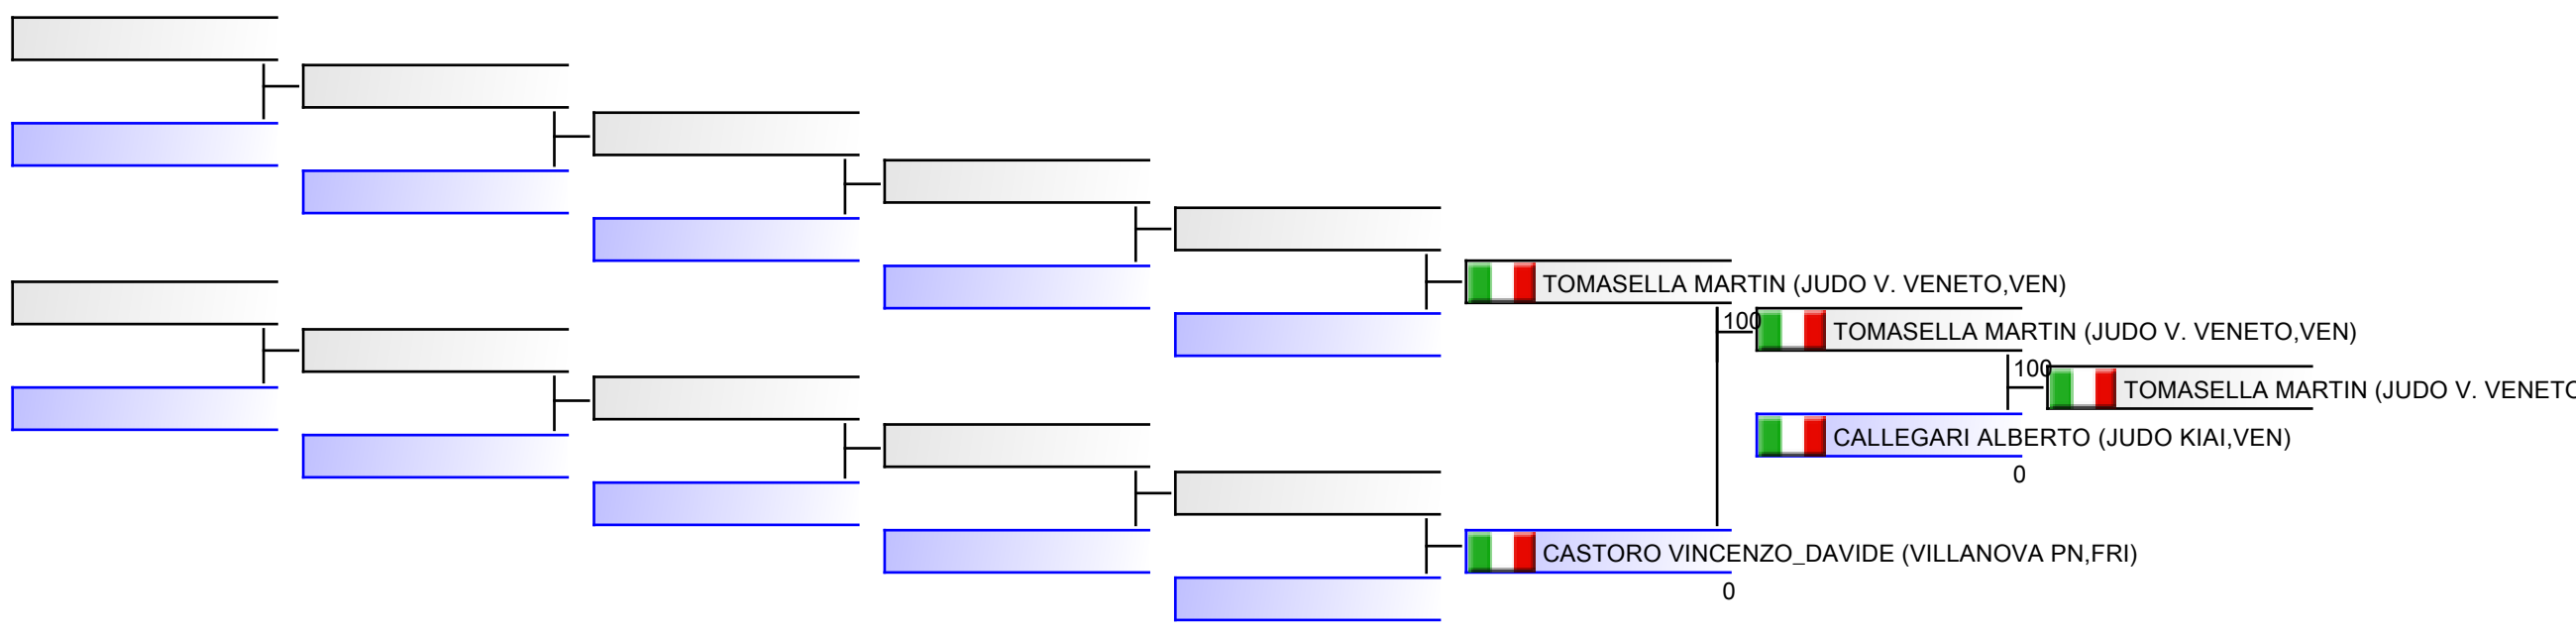 TOMASELLA MARTIN (JUDO V. VENETO,VEN)
100
TOMASELLA MARTIN (JUDO V. VENETO,VEN)
100
TOMASELLA MARTIN (JUDO V. VENETO
CALLEGARI ALBERTO (JUDO KIAI,VEN)
0
CASTORO VINCENZO_DAVIDE (VILLANOVA PN,FRI)
0